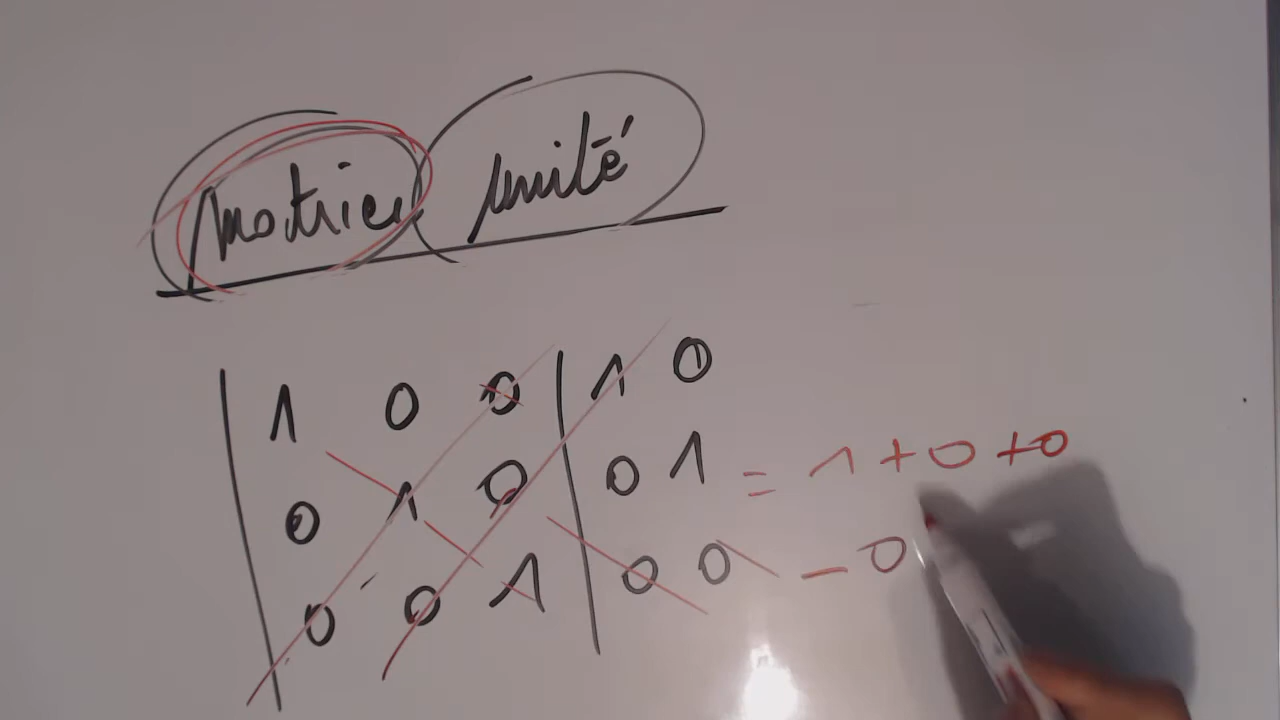 Matrice unité
| 1 0 0 | 1 0
0 1 0 0 1 = 1 + 0 + 0
0 0 1 0 0 - 0